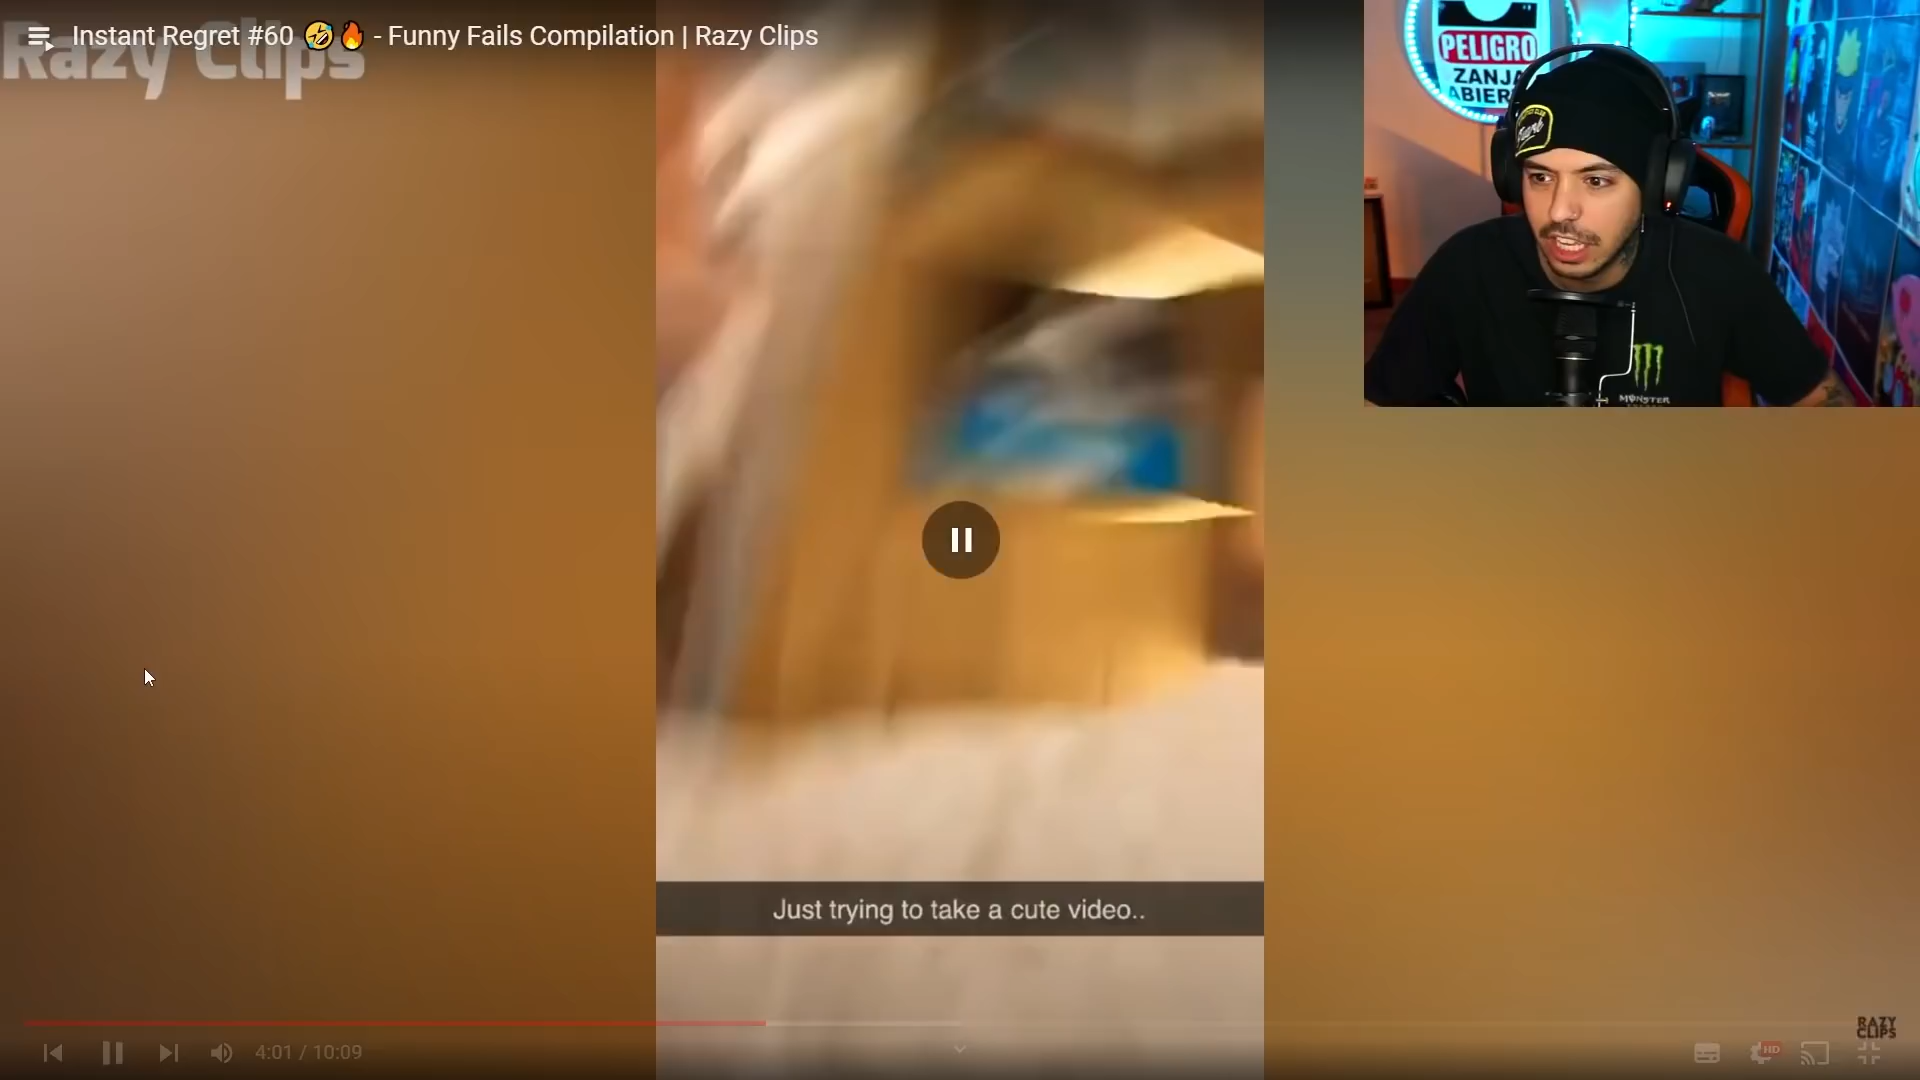 Instant Regret #60 🤣🔥 - Funny Fails Compilation | Razy Clips
Razy Clips
PELIGRO
ZANJA
ABIER
MONSTER
Just trying to take a cute video..
RAZY
CLIPS
4:01 / 10:09
HD